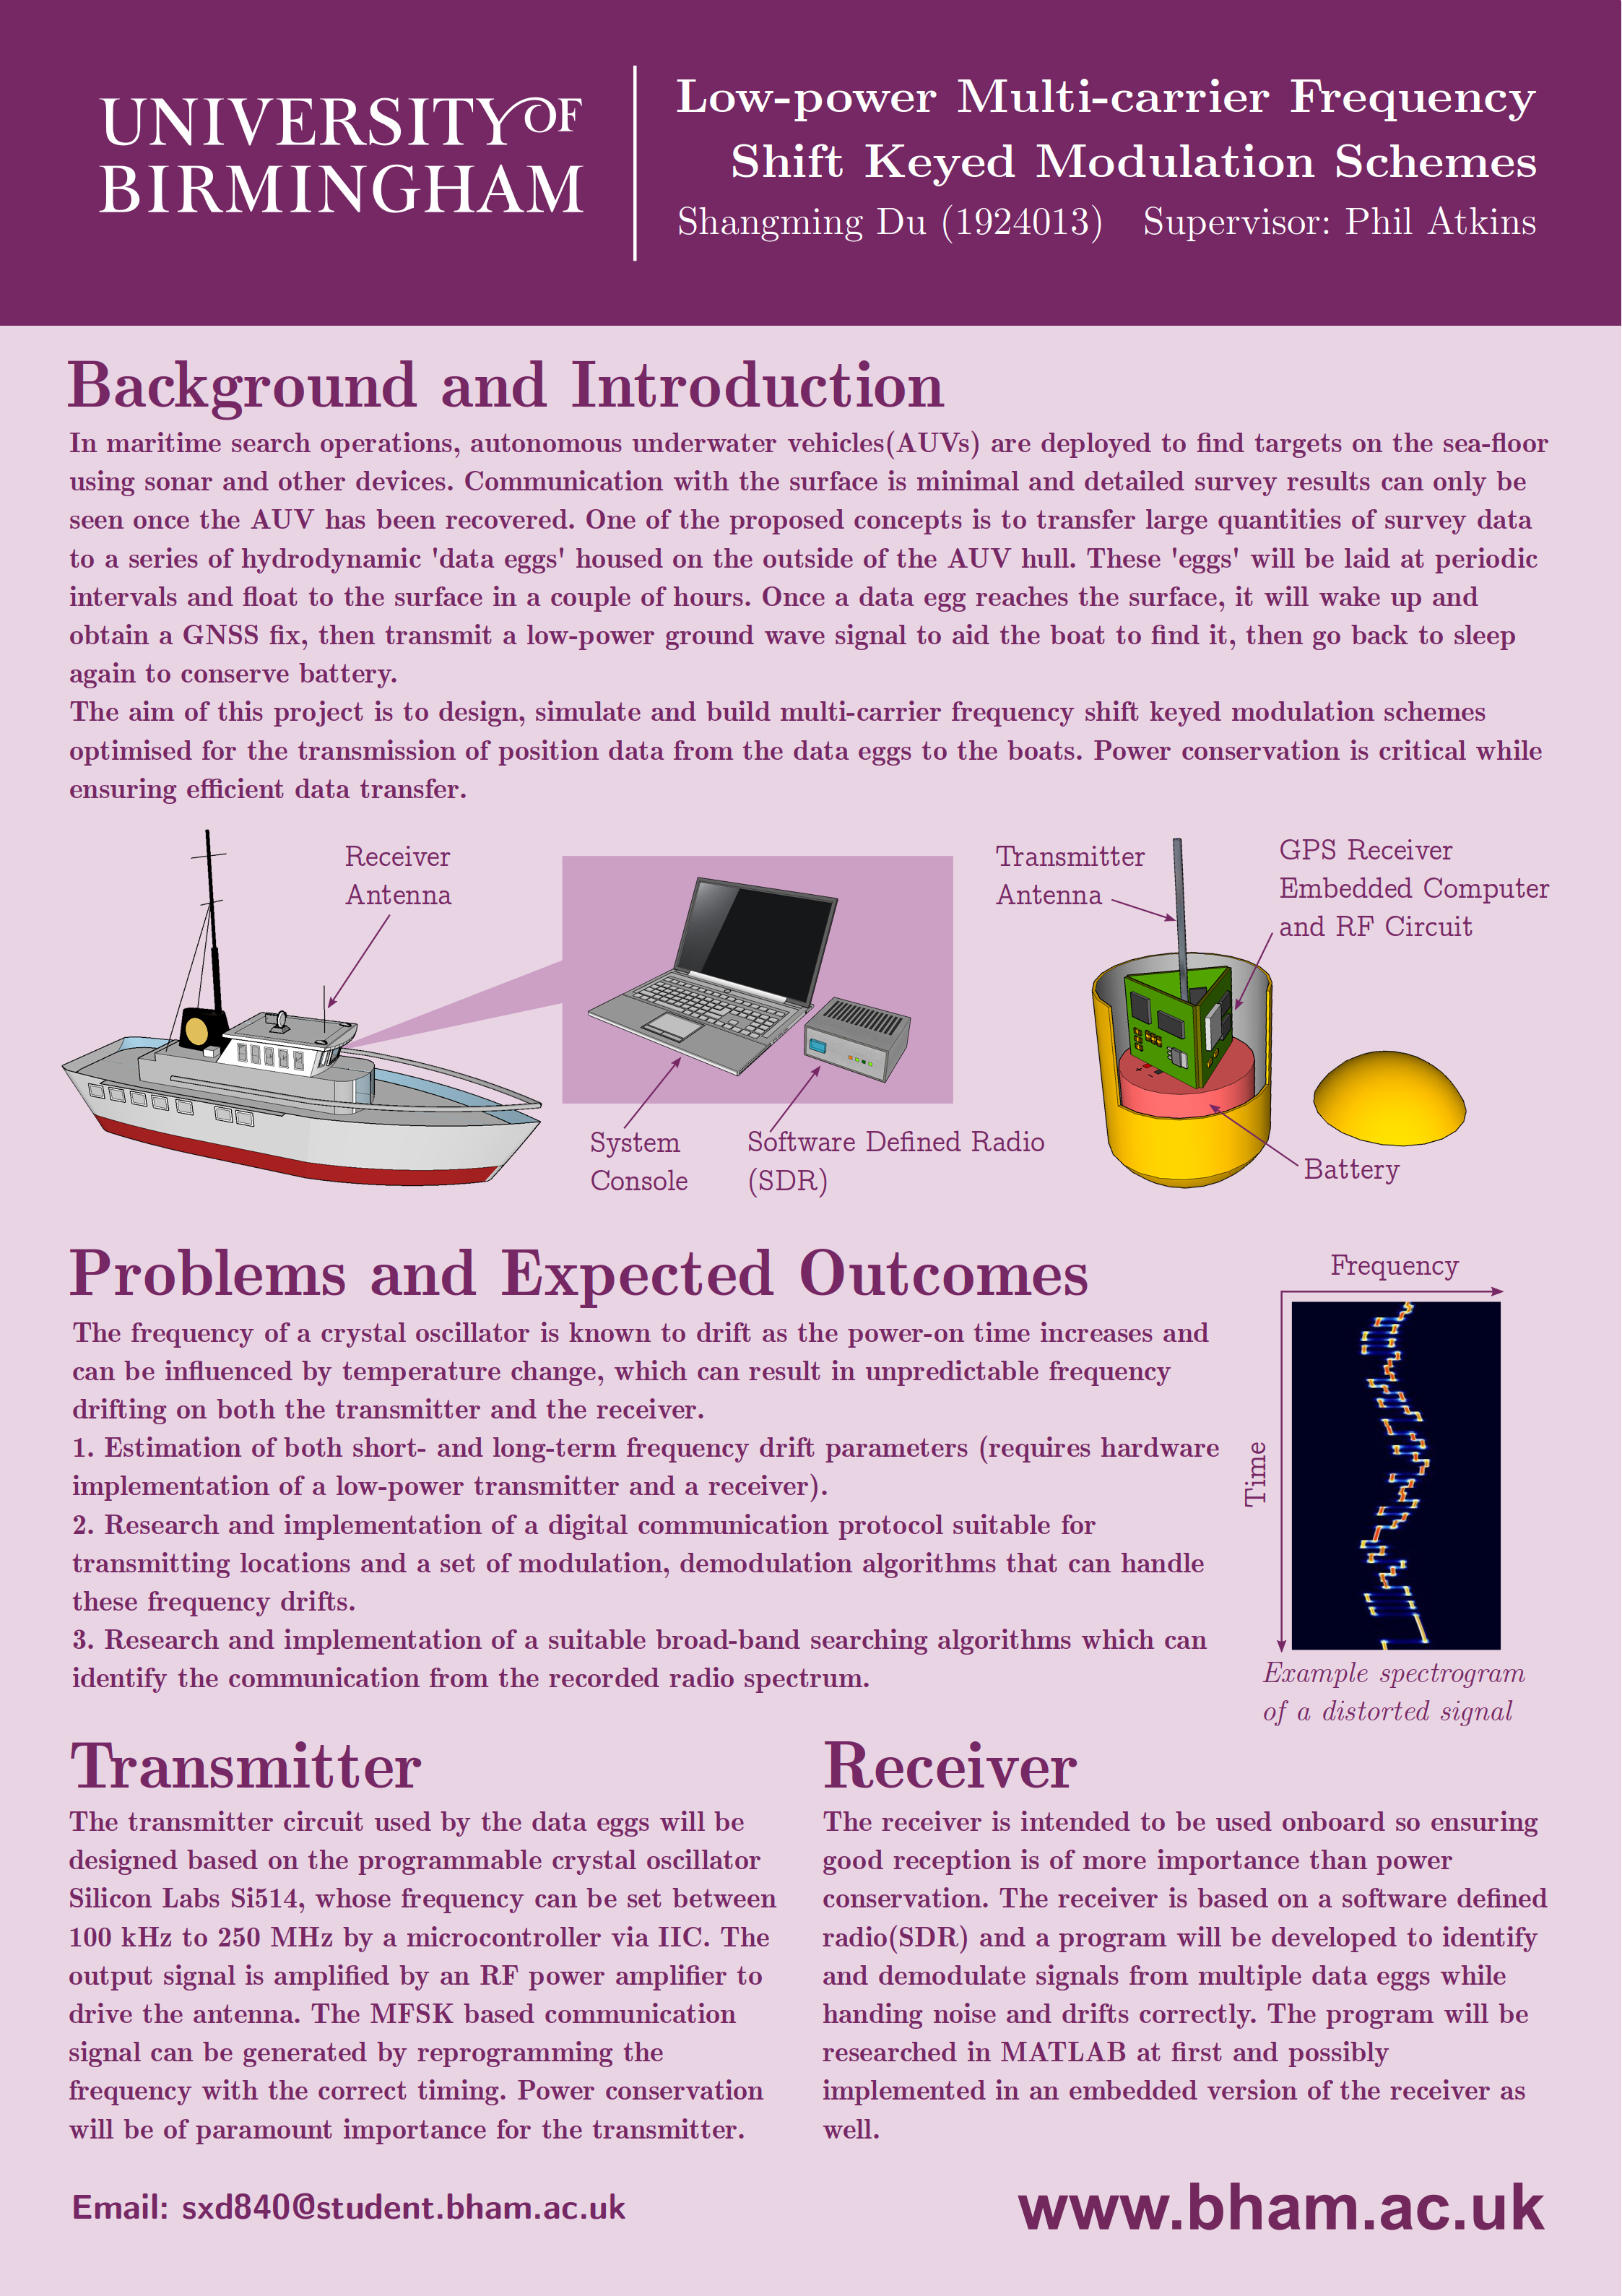 UNIVERSITY OF
BIRMINGHAM
Low-power Multi-carrier Frequency
Shift Keyed Modulation Schemes
Shangming Du (1924013) Supervisor: Phil Atkins
Background and Introduction
In maritime search operations, autonomous underwater vehicles(AUVs) are deployed to find targets on the sea-floor
using sonar and other devices. Communication with the surface is minimal and detailed survey results can only be
seen once the AUV has been recovered. One of the proposed concepts is to transfer large quantities of survey data
to a series of hydrodynamic 'data eggs' housed on the outside of the AUV hull. These 'eggs' will be laid at periodic
intervals and float to the surface in a couple of hours. Once a data egg reaches the surface, it will wake up and
obtain a GNSS fix, then transmit a low-power ground wave signal to aid the boat to find it, then go back to sleep
again to conserve battery.
The aim of this project is to design, simulate and build multi-carrier frequency shift keyed modulation schemes
optimised for the transmission of position data from the data eggs to the boats. Power conservation is critical while
ensuring efficient data transfer.
Receiver
Antenna
System
Console
Software Defined Radio
(SDR)
Transmitter
Antenna
GPS Receiver
Embedded Computer
and RF Circuit
Battery
Problems and Expected Outcomes
The frequency of a crystal oscillator is known to drift as the power-on time increases and
can be influenced by temperature change, which can result in unpredictable frequency
drifting on both the transmitter and the receiver.
1. Estimation of both short- and long-term frequency drift parameters (requires hardware
implementation of a low-power transmitter and a receiver).
2. Research and implementation of a digital communication protocol suitable for
transmitting locations and a set of modulation, demodulation algorithms that can handle
these frequency drifts.
3. Research and implementation of a suitable broad-band searching algorithms which can
identify the communication from the recorded radio spectrum.
Frequency
Time
Example spectrogram
of a distorted signal
Transmitter
The transmitter circuit used by the data eggs will be
designed based on the programmable crystal oscillator
Silicon Labs Si514, whose frequency can be set between
100 kHz to 250 MHz by a microcontroller via IIC. The
output signal is amplified by an RF power amplifier to
drive the antenna. The MFSK based communication
signal can be generated by reprogramming the
frequency with the correct timing. Power conservation
will be of paramount importance for the transmitter.
Receiver
The receiver is intended to be used onboard so ensuring
good reception is of more importance than power
conservation. The receiver is based on a software defined
radio(SDR) and a program will be developed to identify
and demodulate signals from multiple data eggs while
handing noise and drifts correctly. The program will be
researched in MATLAB at first and possibly
implemented in an embedded version of the receiver as
well.
Email: sxd840@student.bham.ac.uk
www.bham.ac.uk